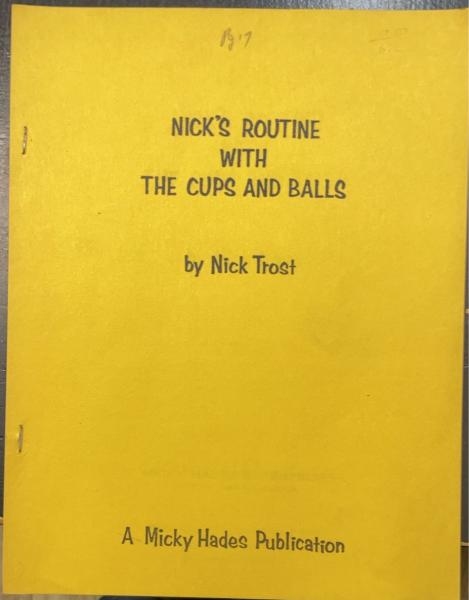 NICK'S ROUTINE
WITH
THE CUPS AND BALLS
by Nick Trost
A Micky Hades Publication